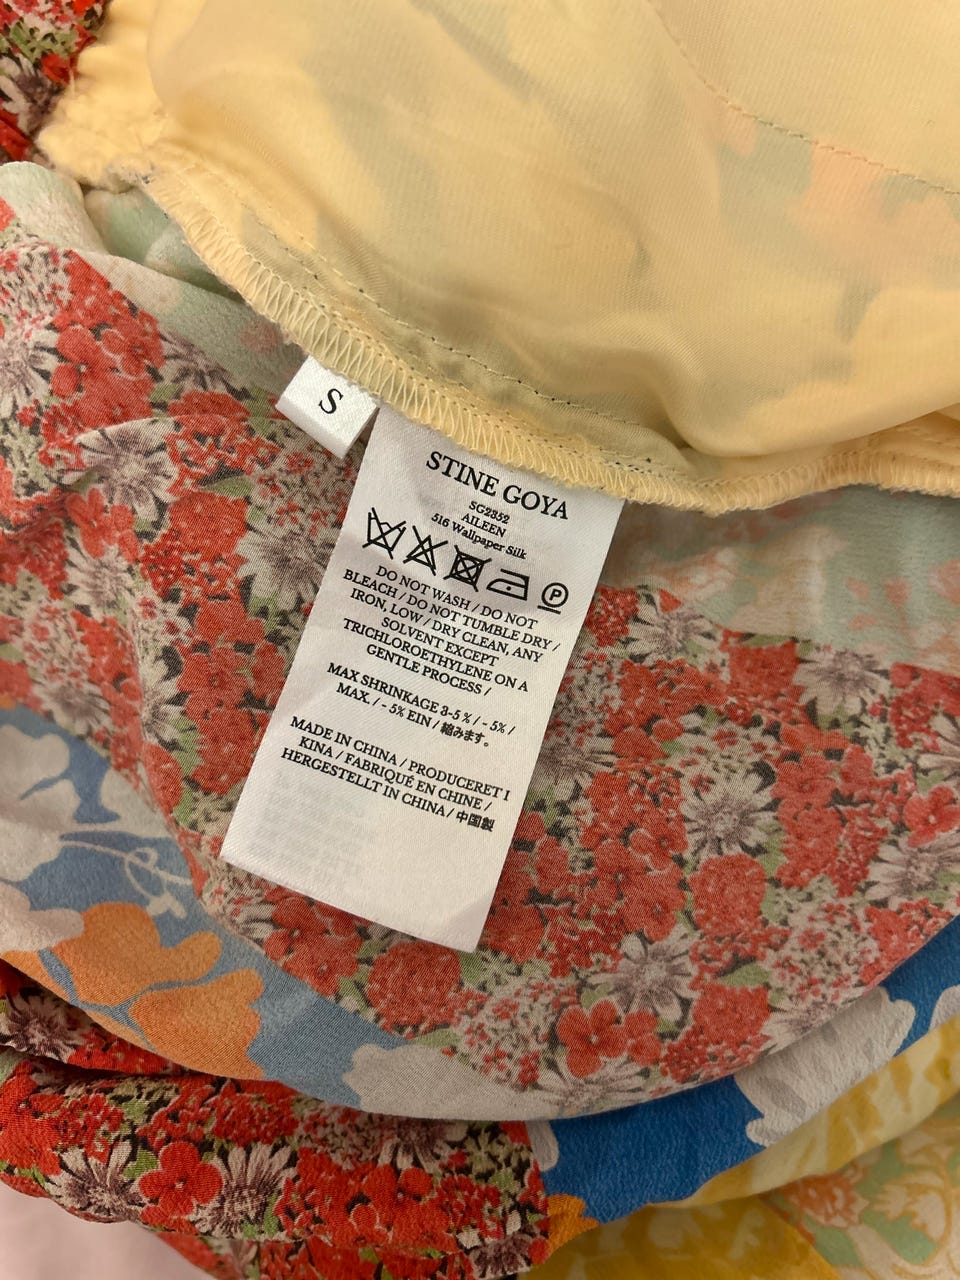 S
STINE GOYA
SG2352
AILEEN
516 Wallpaper Silk
P
DO NOT WASH / DO NOT
BLEACH / DO NOT TUMBLE DRY /
IRON, LOW / DRY CLEAN, ANY
SOLVENT EXCEPT
TRICHLOROETHYLENE ON A
GENTLE PROCESS /
MAX SHRINKAGE 3-5 % / - 5% /
MAX. / - 5% EIN / 縮みます。
MADE IN CHINA / PRODUCERET I
KINA / FABRIQUÉ EN CHINE /
HERGESTELLT IN CHINA / 中国製